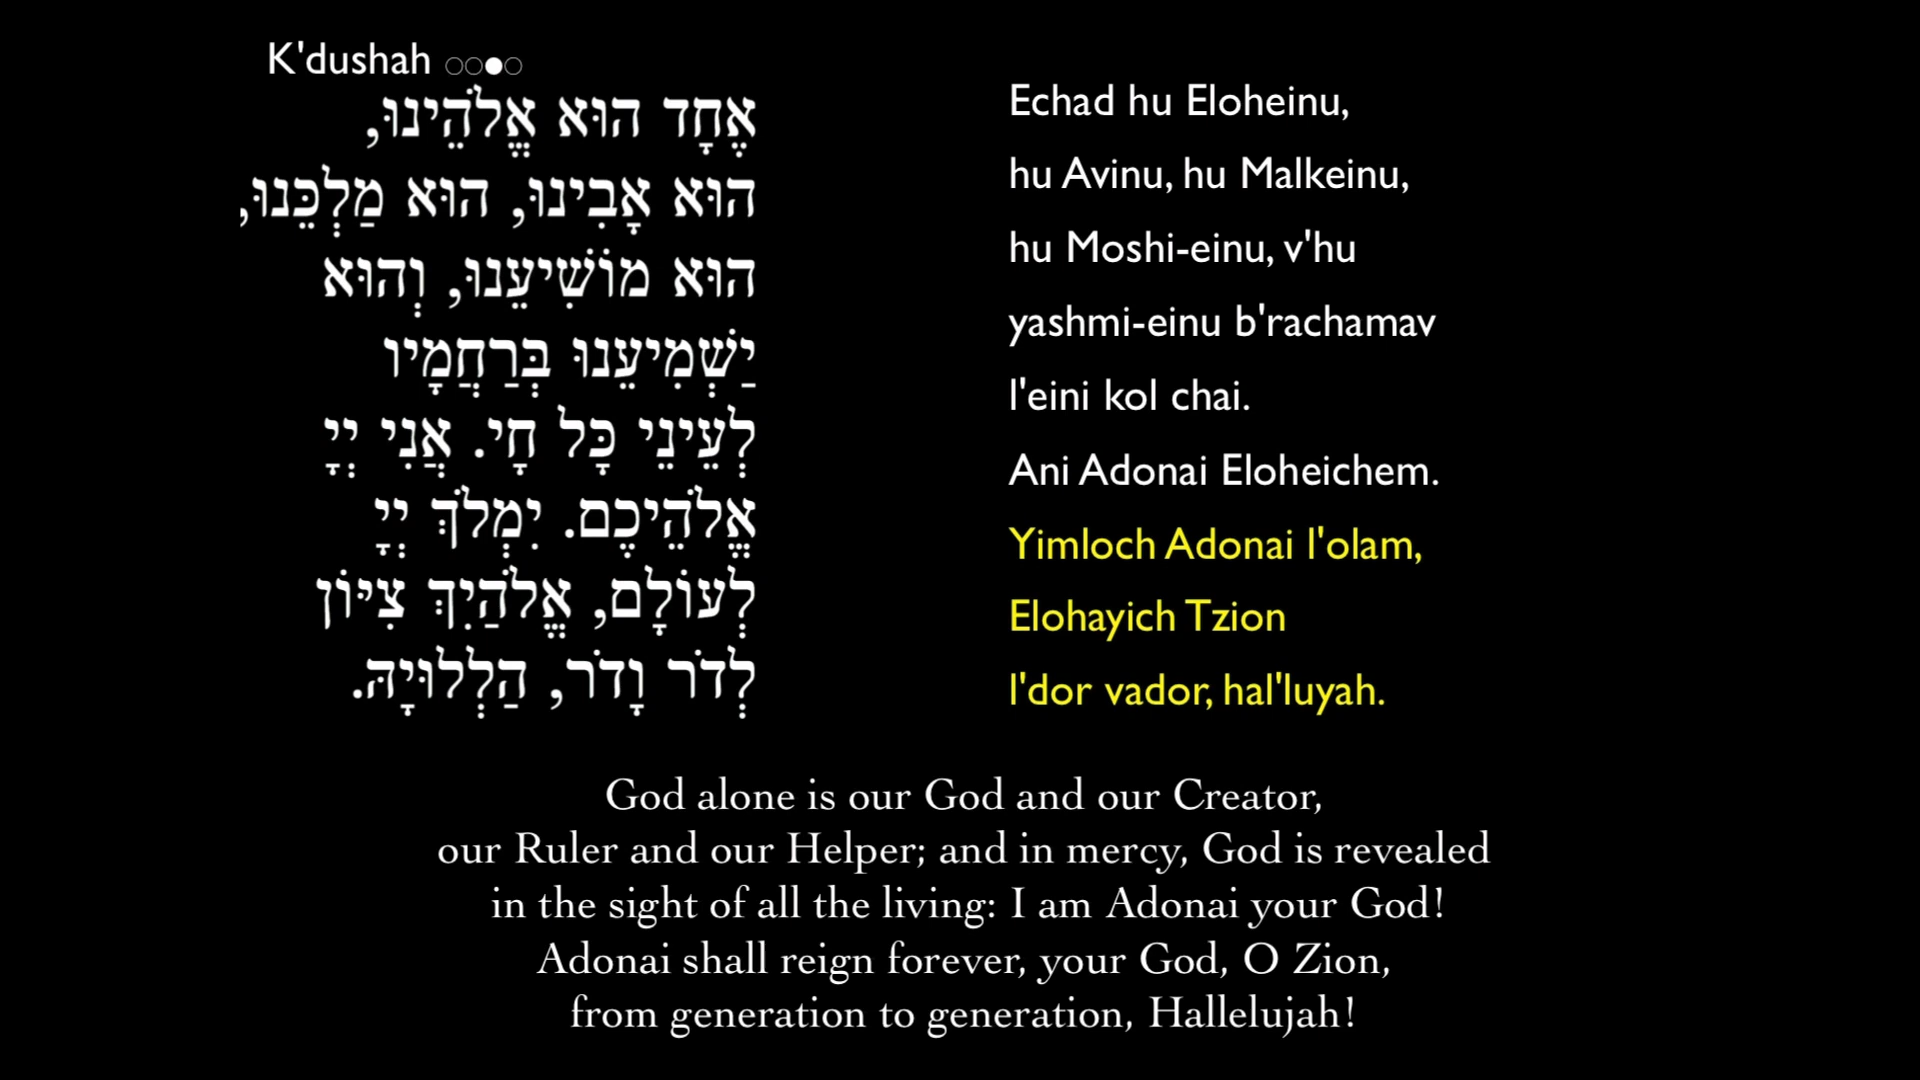 K'dushah ○○●○
אֶחָד הוּא אֱלֹהֵינוּ,
הוּא אָבִינוּ, הוּא מַלְכֵּנוּ,
הוּא מוֹשִׁיעֵנוּ, וְהוּא
יַשְׁמִיעֵנוּ בְּרַחֲמָיו
לְעֵינֵי כָּל חָי. אֲנִי יְיָ
אֱלֹהֵיכֶם. יִמְלֹךְ יְיָ
לְעוֹלָם, אֱלֹהַיִךְ צִיּוֹן
לְדֹר וָדֹר, הַלְלוּיָהּ.
Echad hu Eloheinu,
hu Avinu, hu Malkeinu,
hu Moshi-einu, v'hu
yashmi-einu b'rachamav
l'eini kol chai.
Ani Adonai Eloheichem.
Yimloch Adonai l'olam,
Elohayich Tzion
l'dor vador, hal'luyah.
God alone is our God and our Creator,
our Ruler and our Helper; and in mercy, God is revealed
in the sight of all the living: I am Adonai your God!
Adonai shall reign forever, your God, O Zion,
from generation to generation, Hallelujah!